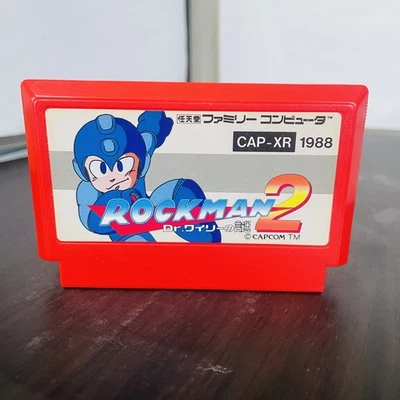 任天堂 ファミリー コンピュータ™
CAP-XR 1988
ROCKMAN 2
Dr.ワイリーの謎
©CAPCOM TM